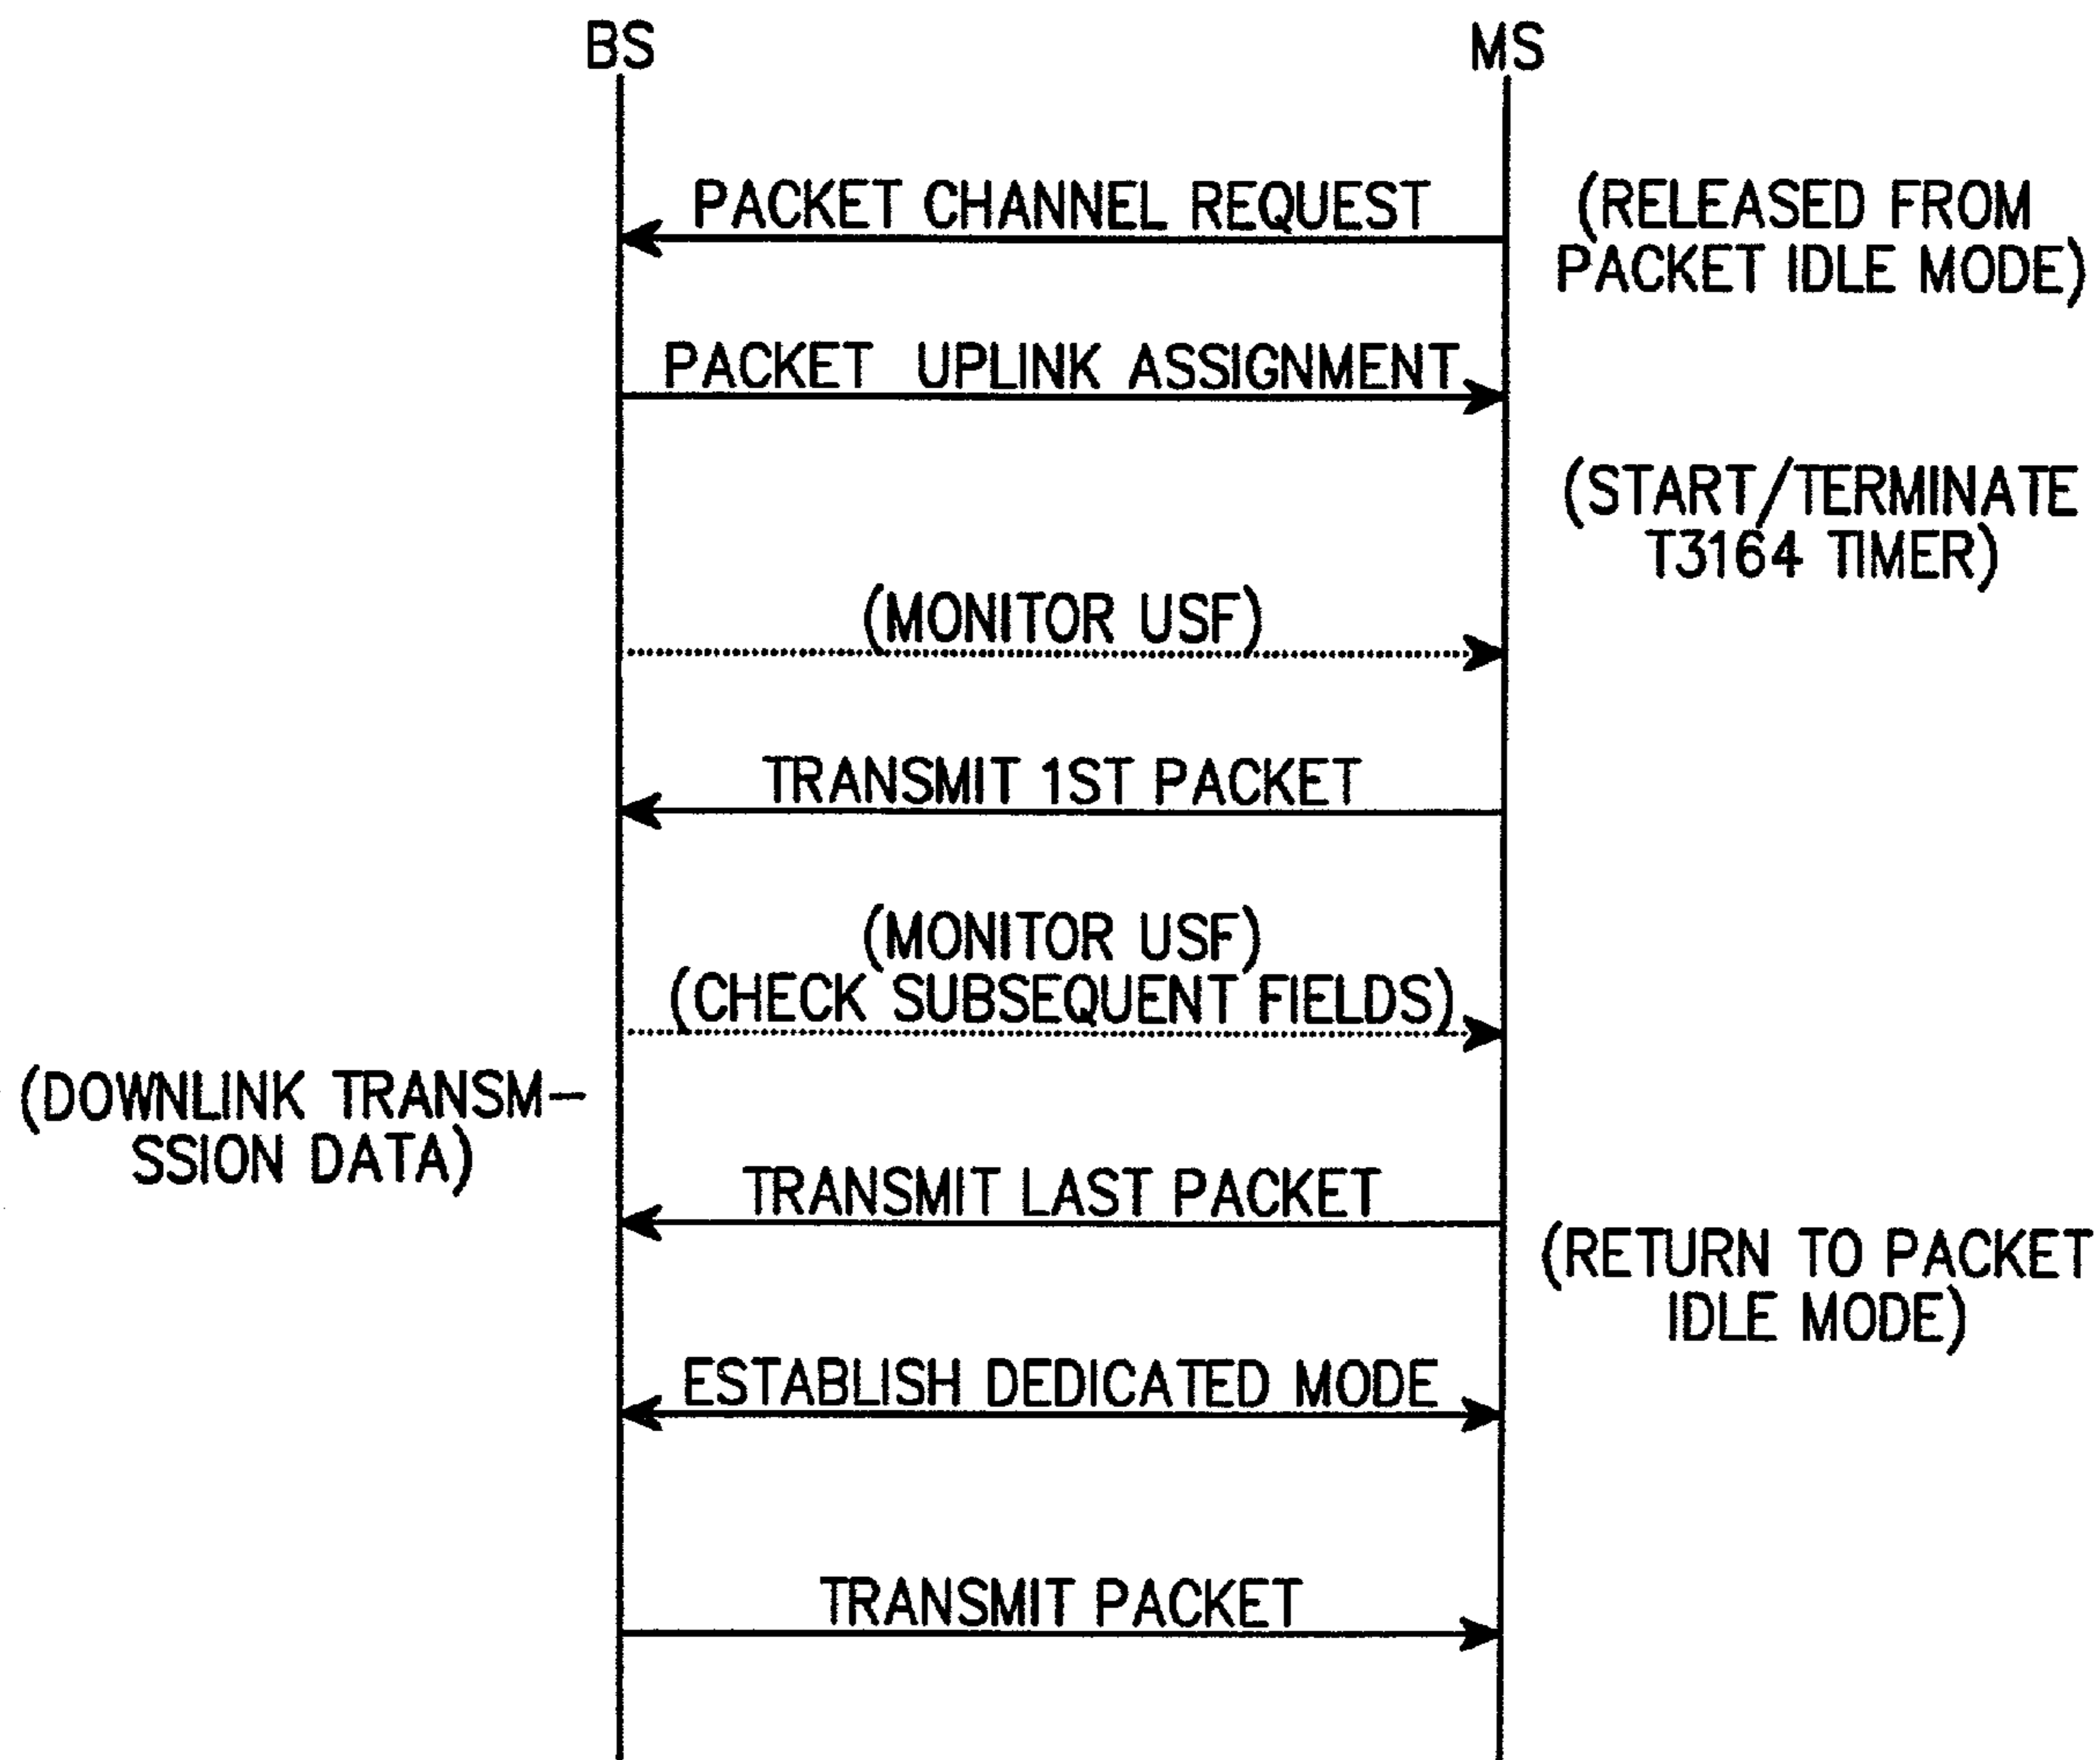 BS
MS
PACKET CHANNEL REQUEST
(RELEASED FROM
PACKET IDLE MODE)
PACKET UPLINK ASSIGNMENT
(START/TERMINATE
T3164 TIMER)
(MONITOR USF)
TRANSMIT 1ST PACKET
(MONITOR USF)
(CHECK SUBSEQUENT FIELDS)
(DOWNLINK TRANSM-
SSION DATA)
TRANSMIT LAST PACKET
(RETURN TO PACKET
IDLE MODE)
ESTABLISH DEDICATED MODE
TRANSMIT PACKET